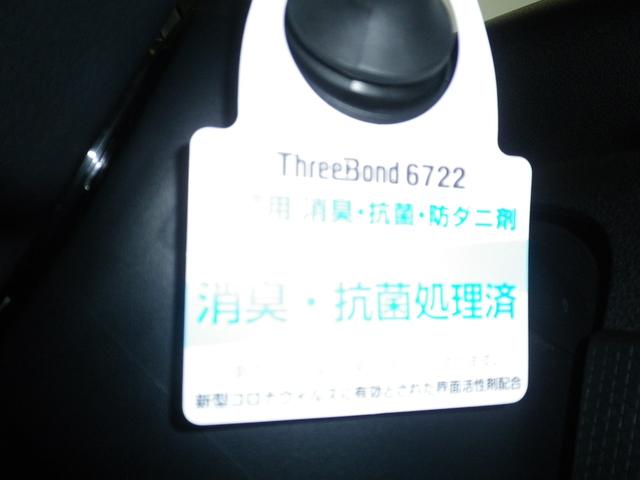 ThreeBond 6722
用 消臭・抗菌・防ダニ剤
消臭・抗菌処理済
新型コロナウイルスに有効とされた界面活性剤配合